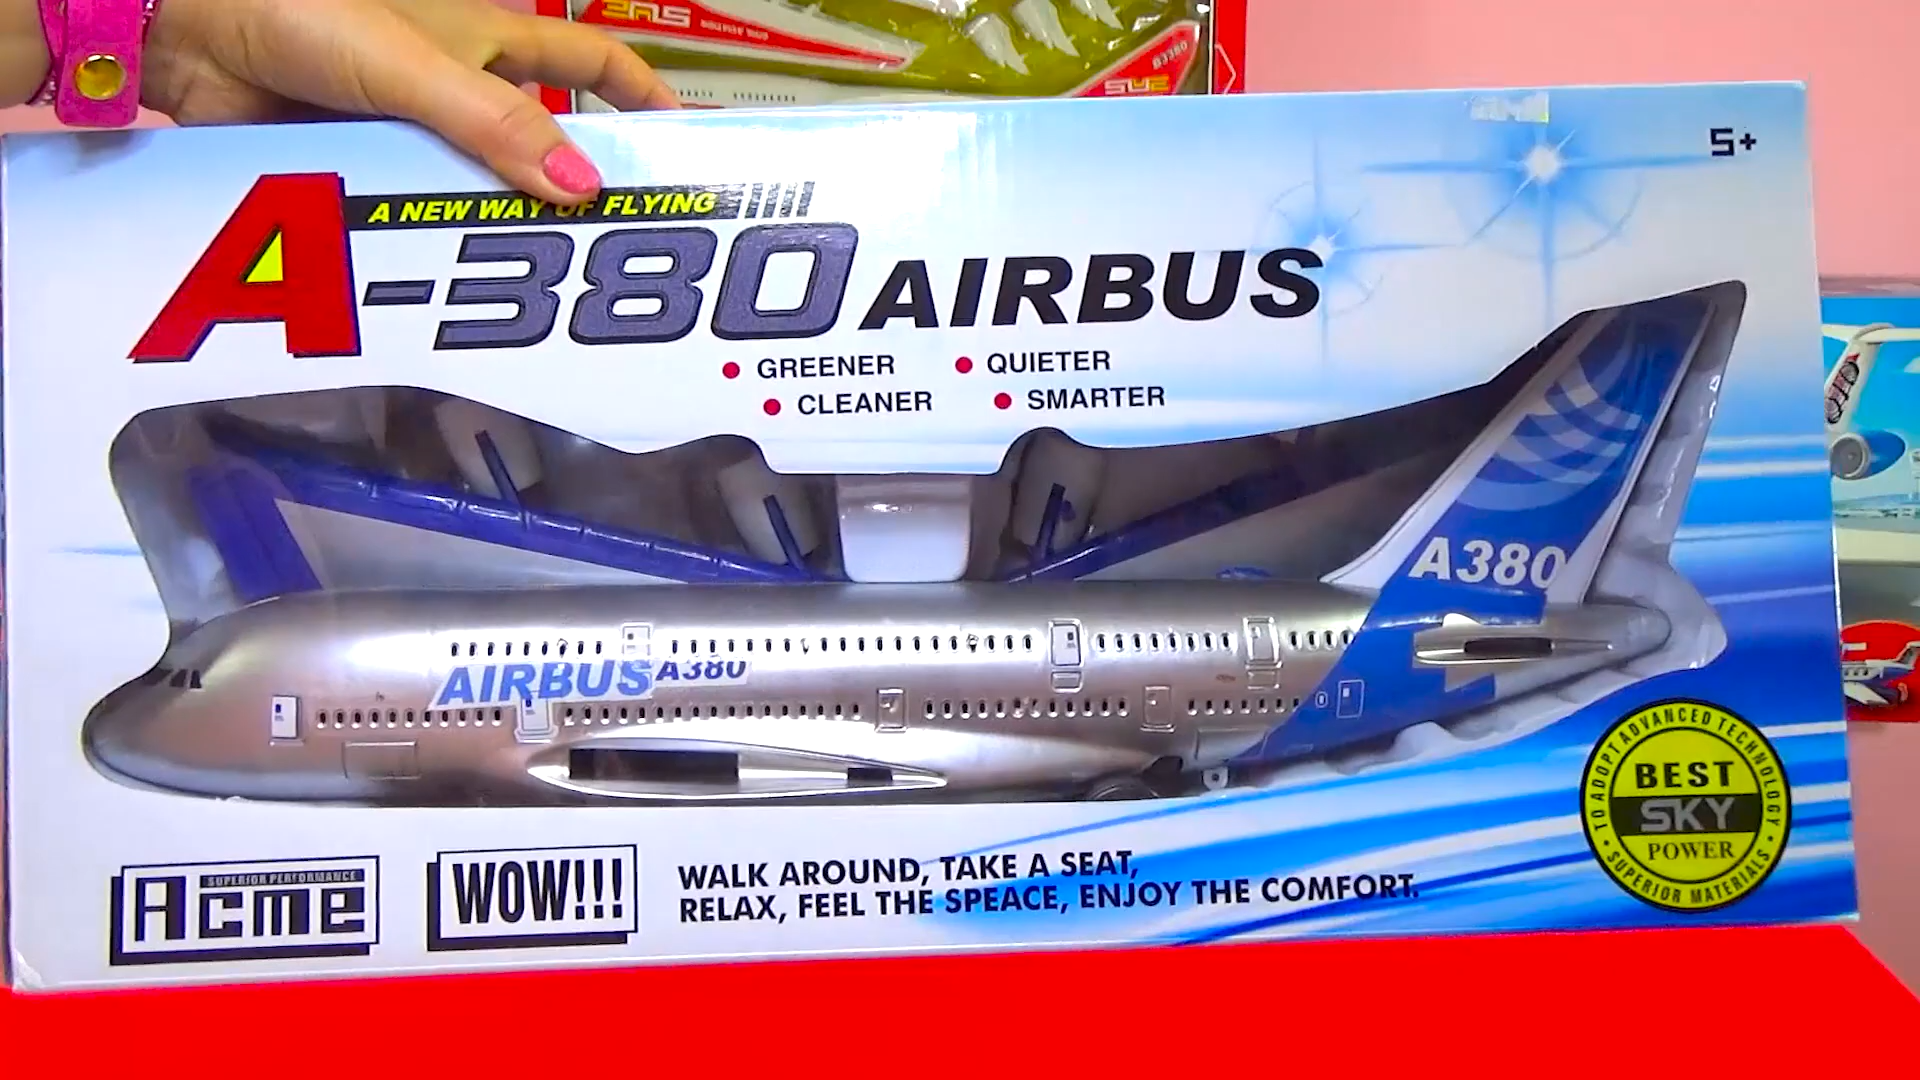 5+
A NEW WAY OF FLYING
A-380 AIRBUS
GREENER
QUIETER
CLEANER
SMARTER
A380
AIRBUS A380
TO ADOPT ADVANCED TECHNOLOGY
BEST
SKY
POWER
SUPERIOR MATERIALS
SUPERIOR PERFORMANCE
Acme
WOW!!!
WALK AROUND, TAKE A SEAT,
RELAX, FEEL THE SPEACE, ENJOY THE COMFORT.